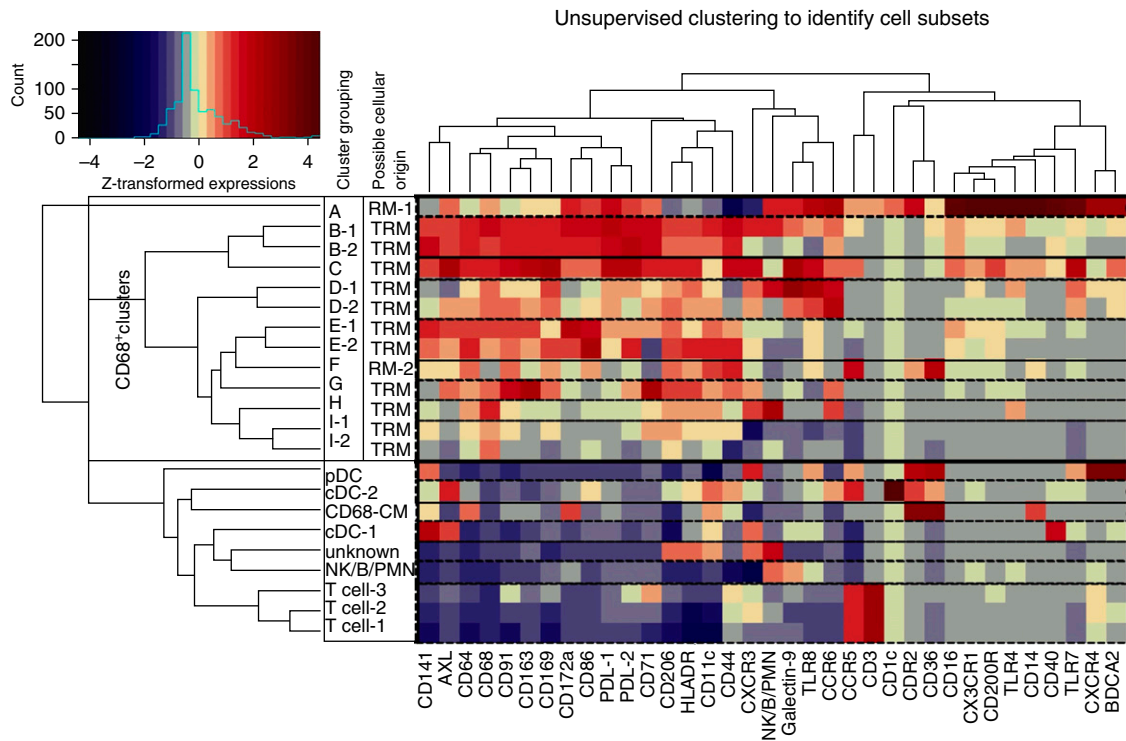 Unsupervised clustering to identify cell subsets
200
100
50
0
Count
−4 −2 0 2 4
Z-transformed expressions
Cluster grouping
Possible cellular
origin
CD68+clusters
A RM-1
B-1 TRM
B-2 TRM
C TRM
D-1 TRM
D-2 TRM
E-1 TRM
E-2 TRM
F RM-2
G TRM
H TRM
I-1 TRM
I-2 TRM
pDC
cDC-2
CD68-CM
cDC-1
unknown
NK/B/PMN
T cell-3
T cell-2
T cell-1
CD141
AXL
CD64
CD68
CD91
CD163
CD169
CD172a
CD86
PDL-1
PDL-2
CD71
CD206
HLADR
CD11c
CD44
CXCR3
NK/B/PMN
Galectin-9
TLR8
CCR6
CCR5
CD3
CD1c
CDR2
CD36
CD16
CX3CR1
CD200R
TLR4
CD14
CD40
TLR7
CXCR4
BDCA2